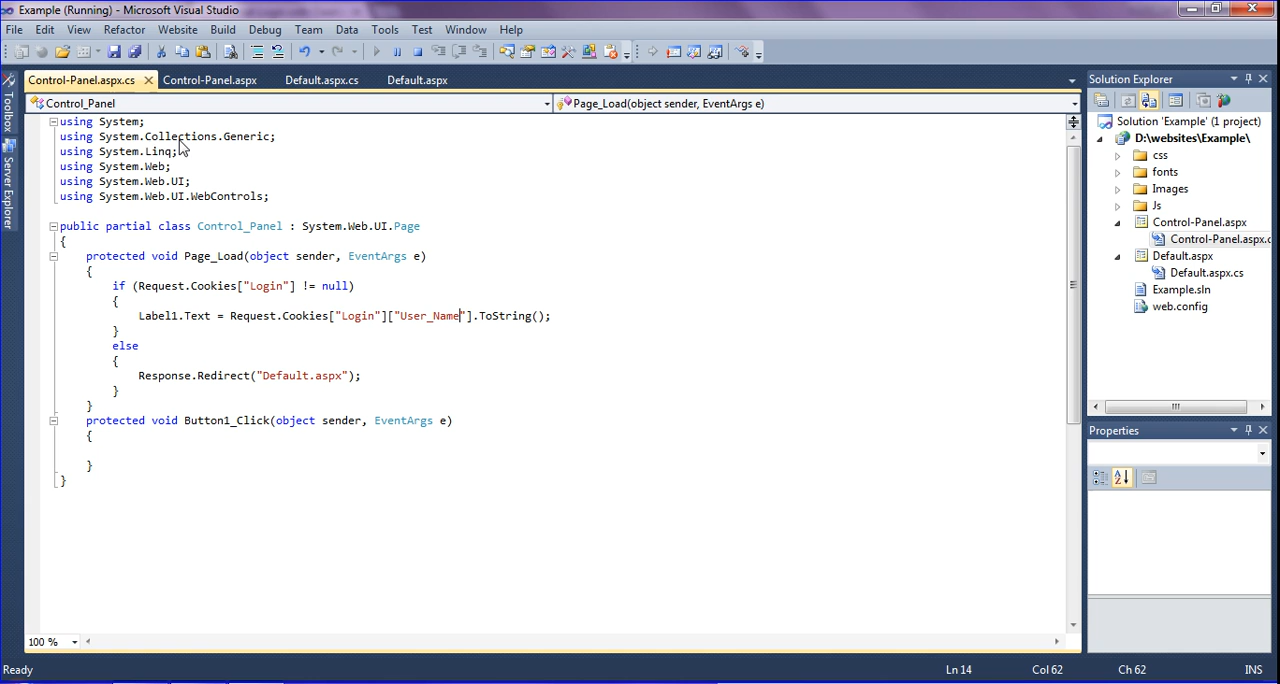 Example (Running) - Microsoft Visual Studio
File Edit View Refactor Website Build Debug Team Data Tools Test Window Help
Control-Panel.aspx.cs Control-Panel.aspx Default.aspx.cs Default.aspx
Toolbox
Server Explorer
Control_Panel Page_Load(object sender, EventArgs e)
using System;
using System.Collections.Generic;
using System.Linq;
using System.Web;
using System.Web.UI;
using System.Web.UI.WebControls;
public partial class Control_Panel : System.Web.UI.Page
{
protected void Page_Load(object sender, EventArgs e)
{
if (Request.Cookies["Login"] != null)
{
Label1.Text = Request.Cookies["Login"]["User_Name"].ToString();
}
else
{
Response.Redirect("Default.aspx");
}
}
protected void Button1_Click(object sender, EventArgs e)
{
}
}
100 %
Solution Explorer
Solution 'Example' (1 project)
D:\websites\Example\
css
fonts
Images
Js
Control-Panel.aspx
Control-Panel.aspx.c
Default.aspx
Default.aspx.cs
Example.sln
web.config
Properties
Ready Ln 14 Col 62 Ch 62 INS